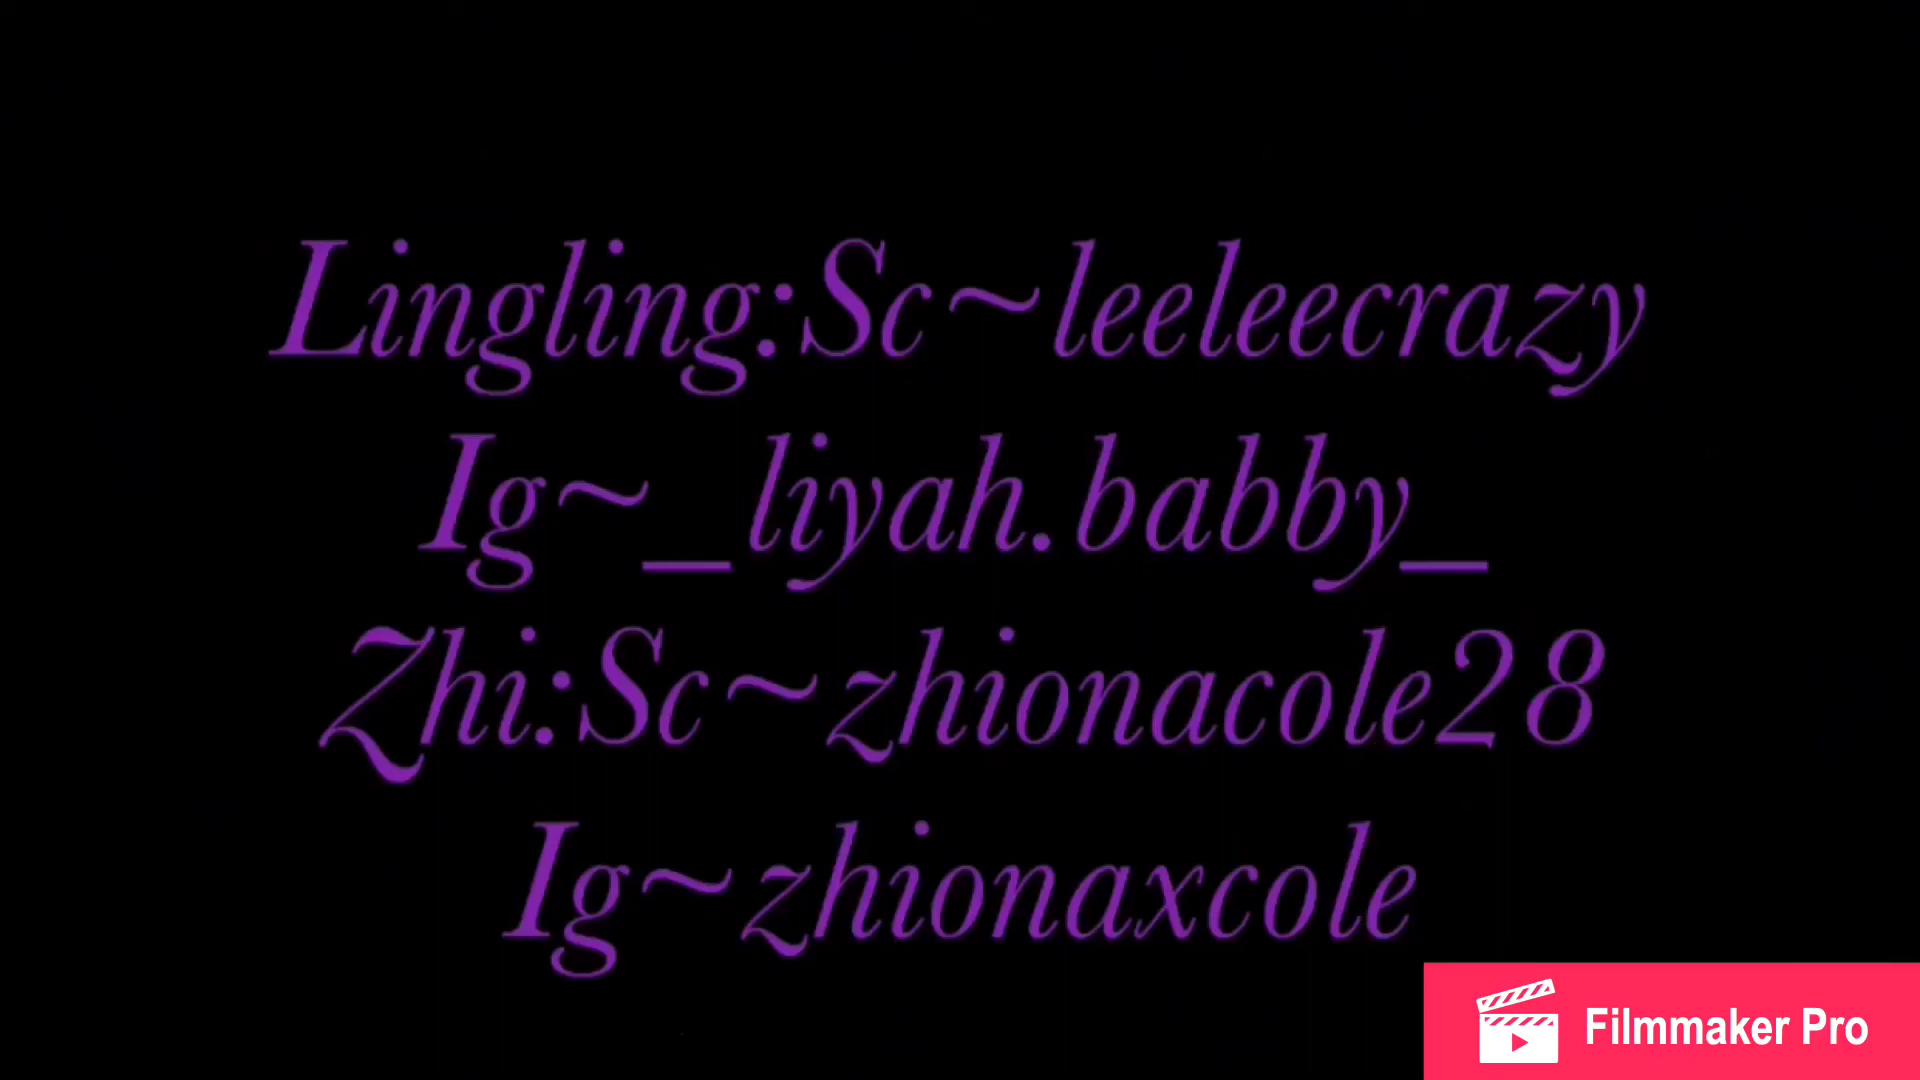 Lingling:Sc~leeleecrazy
Ig~_liyah.babby_
Zhi:Sc~zhionacole28
Ig~zhionaxcole
Filmmaker Pro